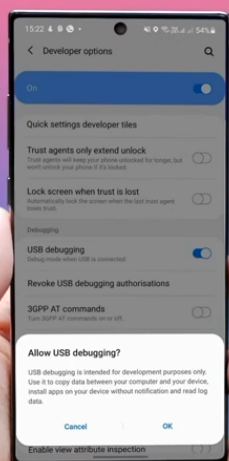 15:22
54%
Developer options
On
Quick settings developer tiles
Trust agents only extend unlock
Trust agents will keep your phone unlocked for longer, but
won't unlock your phone if it's locked.
Lock screen when trust is lost
Automatically lock the screen when the last trust agent
loses trust.
Debugging
USB debugging
Debug mode when USB is connected
Revoke USB debugging authorisations
3GPP AT commands
Turn 3GPP AT commands on or off.
Allow USB debugging?
USB debugging is intended for development purposes only.
Use it to copy data between your computer and your device,
install apps on your device without notification and read log
data.
Cancel
OK
Enable view attribute inspection